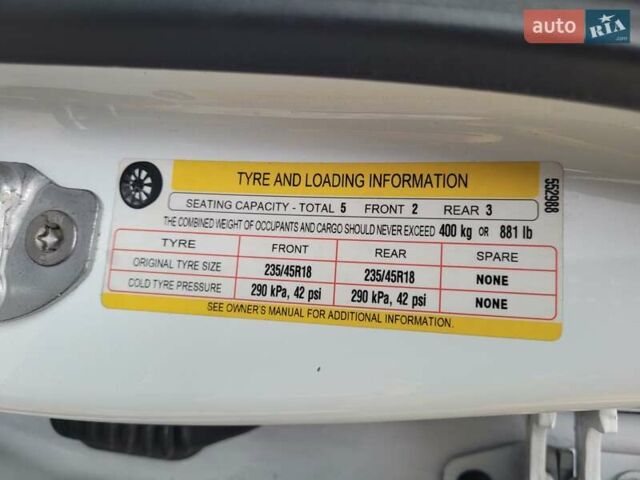 auto RIA.com
TYRE AND LOADING INFORMATION
552988
SEATING CAPACITY - TOTAL 5 FRONT 2 REAR 3
THE COMBINED WEIGHT OF OCCUPANTS AND CARGO SHOULD NEVER EXCEED 400 kg OR 881 lb
TYRE FRONT REAR SPARE
ORIGINAL TYRE SIZE 235/45R18 235/45R18 NONE
COLD TYRE PRESSURE 290 kPa, 42 psi 290 kPa, 42 psi NONE
SEE OWNER'S MANUAL FOR ADDITIONAL INFORMATION.